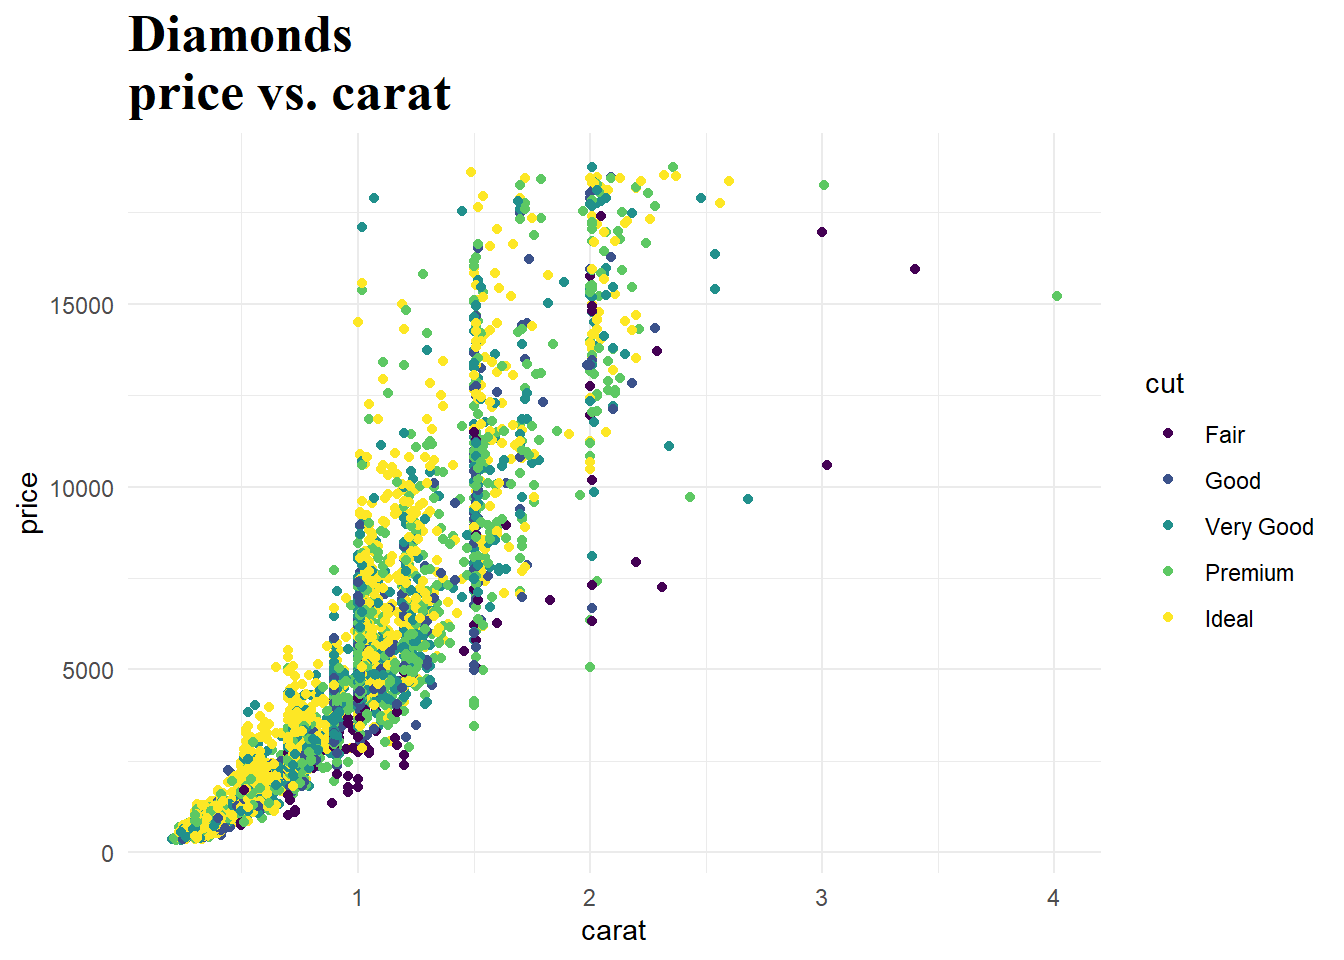 Diamonds
price vs. carat
price
15000
10000
5000
0
1 2 3 4
carat
cut
Fair
Good
Very Good
Premium
Ideal